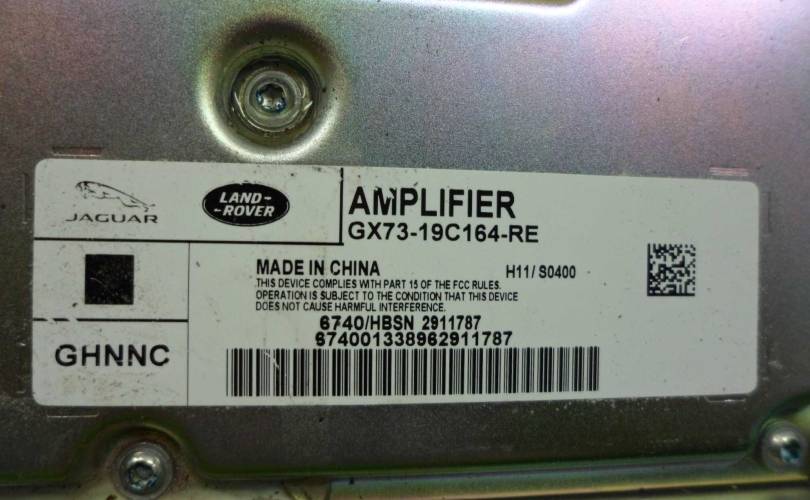 JAGUAR
LAND-
-ROVER
AMPLIFIER
GX73-19C164-RE
MADE IN CHINA
H11/ S0400
THIS DEVICE COMPLIES WITH PART 15 OF THE FCC RULES.
OPERATION IS SUBJECT TO THE CONDITION THAT THIS DEVICE
DOES NOT CAUSE HARMFUL INTERFERENCE.
6740/HBSN 2911787
674001338962911787
GHNNC